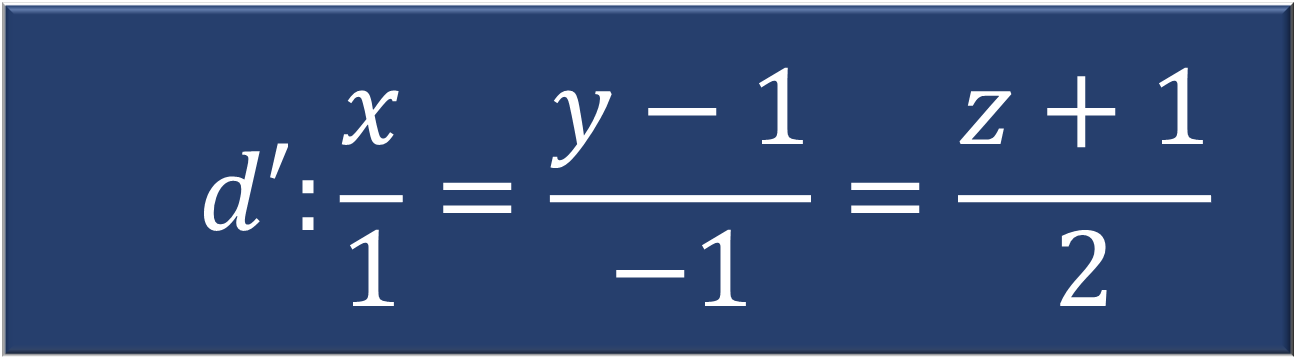 d′: x/1 = (y − 1)/(−1) = (z + 1)/2